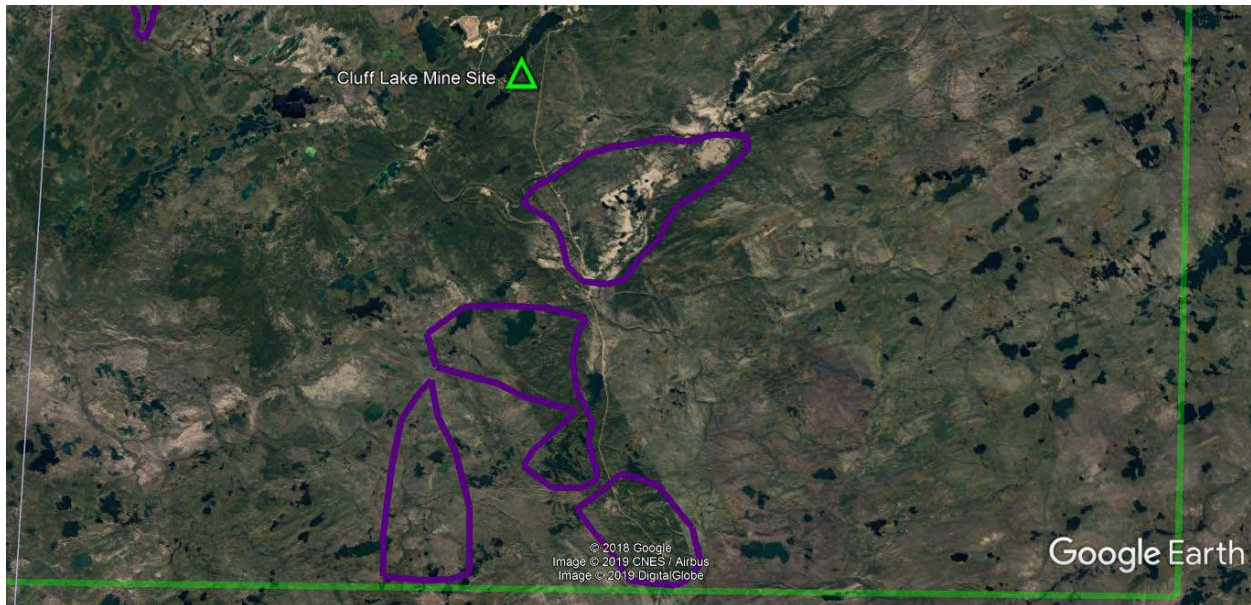 Cluff Lake Mine Site
© 2018 Google
Image © 2019 CNES / Airbus
Image © 2019 DigitalGlobe
Google Earth